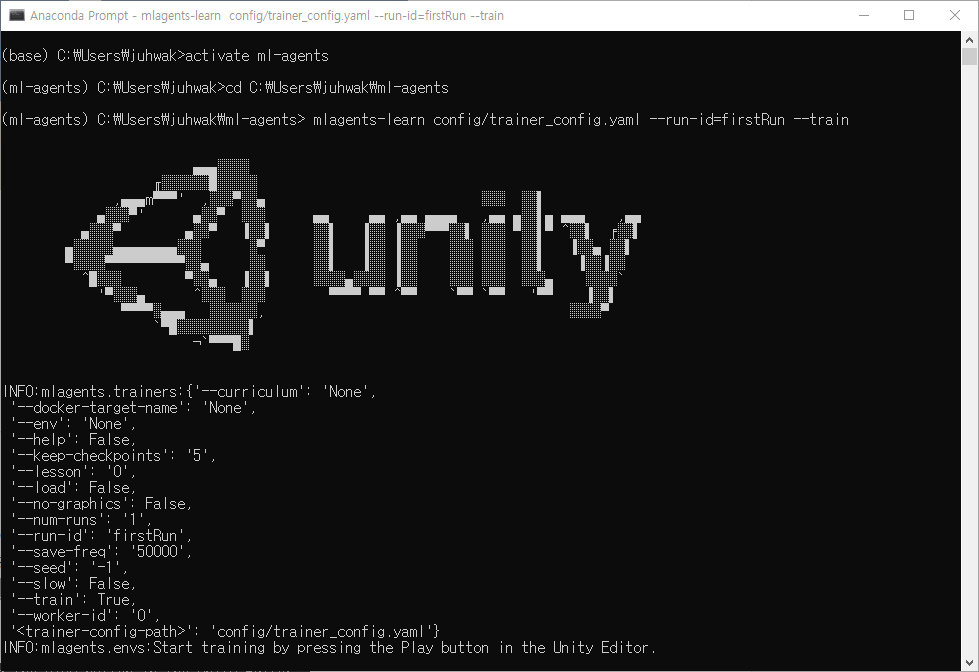 Anaconda Prompt - mlagents-learn  config/trainer_config.yaml --run-id=firstRun --train
(base) C:₩Users₩juhwak>activate ml-agents
(ml-agents) C:₩Users₩juhwak>cd C:₩Users₩juhwak₩ml-agents
(ml-agents) C:₩Users₩juhwak₩ml-agents> mlagents-learn config/trainer_config.yaml --run-id=firstRun --train
unity
INFO:mlagents.trainers:{'--curriculum': 'None',
'--docker-target-name': 'None',
'--env': 'None',
'--help': False,
'--keep-checkpoints': '5',
'--lesson': '0',
'--load': False,
'--no-graphics': False,
'--num-runs': '1',
'--run-id': 'firstRun',
'--save-freq': '50000',
'--seed': '-1',
'--slow': False,
'--train': True,
'--worker-id': '0',
'<trainer-config-path>': 'config/trainer_config.yaml'}
INFO:mlagents.envs:Start training by pressing the Play button in the Unity Editor.